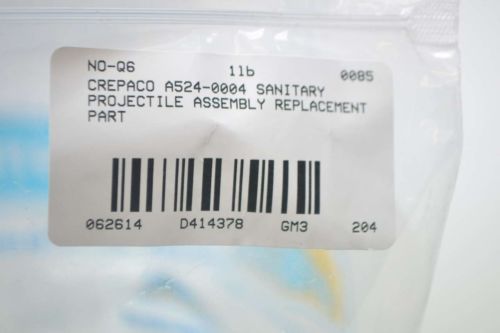 NO-Q6 1lb 0085
CREPACO A524-0004 SANITARY
PROJECTILE ASSEMBLY REPLACEMENT
PART
062614 D414378 GM3 204